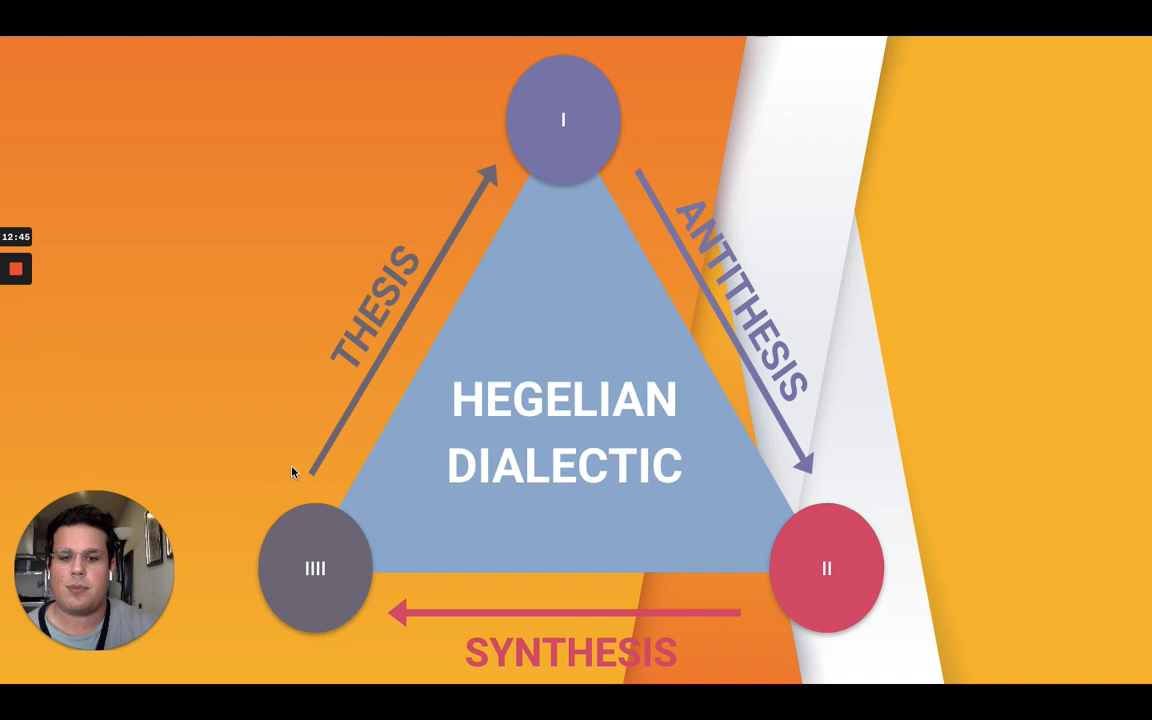 I
THESIS
ANTITHESIS
12:45
HEGELIAN
DIALECTIC
IIII
II
SYNTHESIS